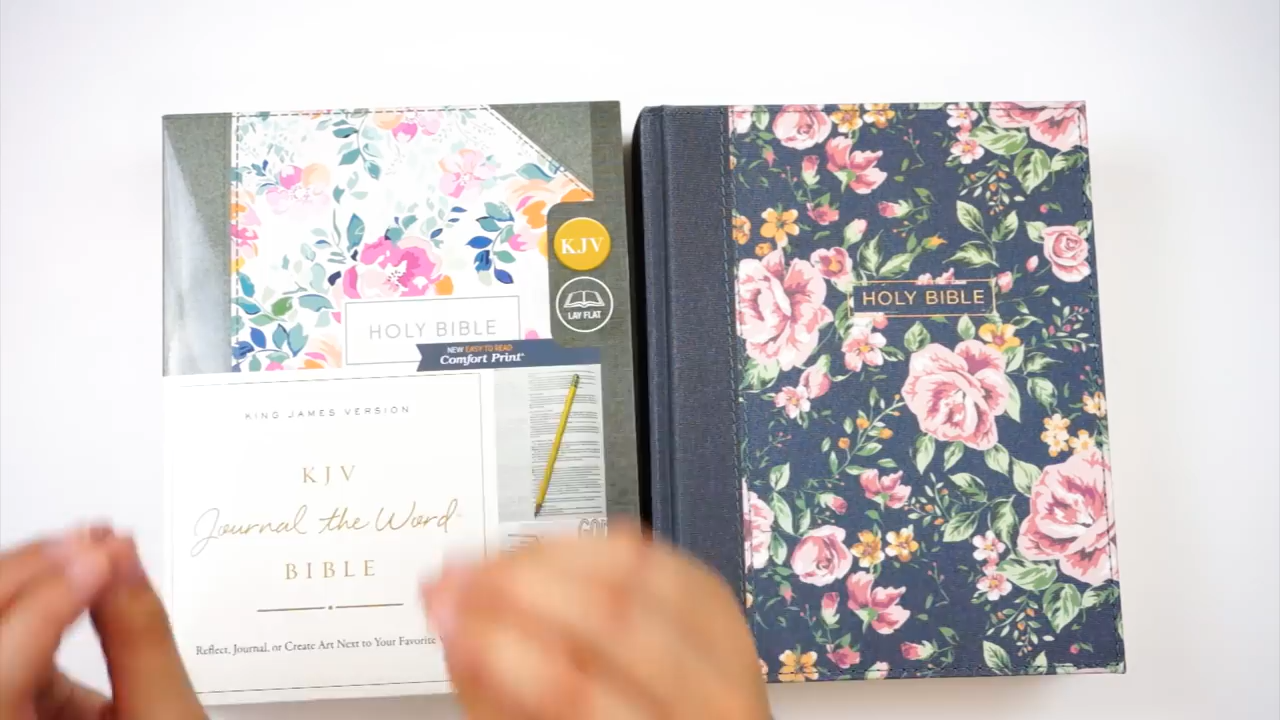 KJV
LAY FLAT
HOLY BIBLE
NEW EASY TO READ
Comfort Print®
KING JAMES VERSION
KJV
Journal the Word
BIBLE
Reflect, Journal, or Create Art Next to Your Favorite
HOLY BIBLE